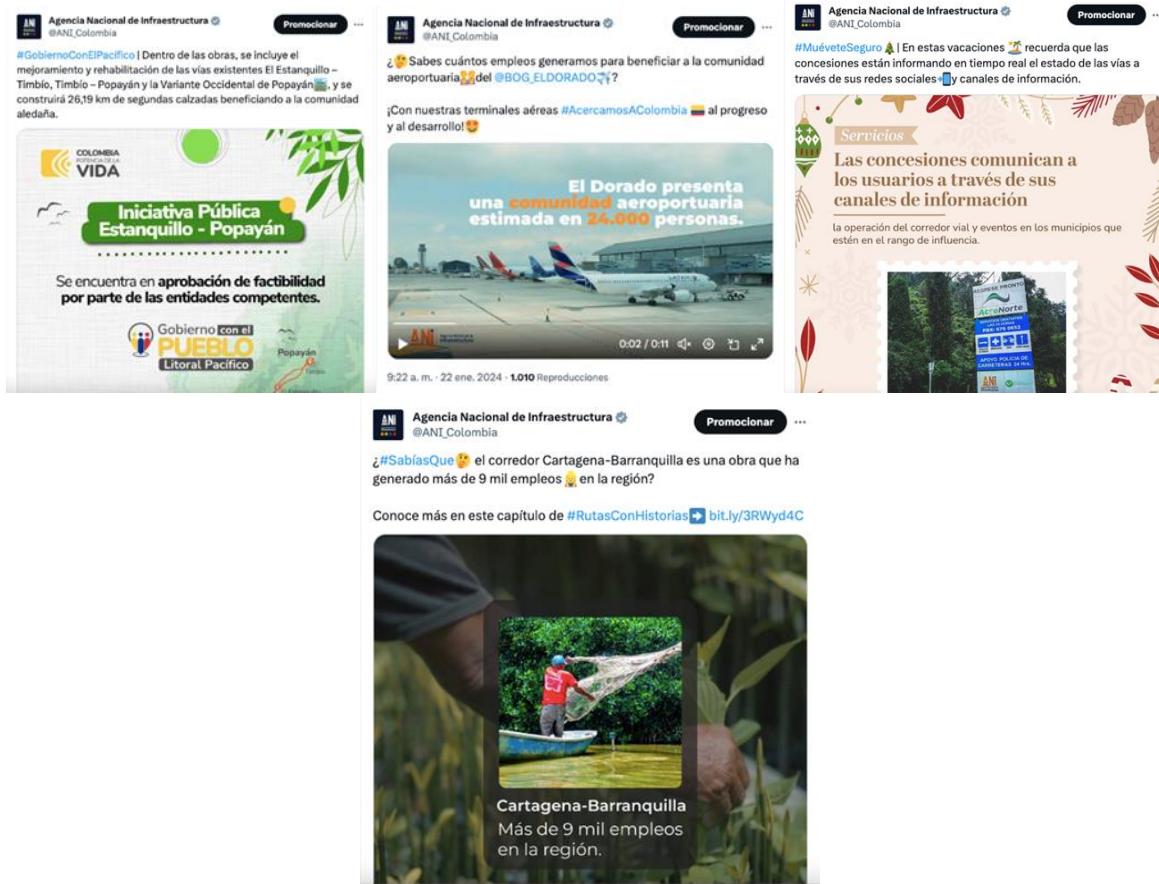 Agencia Nacional de Infraestructura
@ANI_Colombia
Promocionar
#GobiernoConElPacífico | Dentro de las obras, se incluye el
mejoramiento y rehabilitación de las vías existentes El Estanquillo –
Timbío, Timbío – Popayán y la Variante Occidental de Popayán, y se
construirá 26,19 km de segundas calzadas beneficiando a la comunidad
aledaña.
COLOMBIA
POTENCIA DE LA
VIDA
Iniciativa Pública
Estanquillo - Popayán
Se encuentra en aprobación de factibilidad
por parte de las entidades competentes.
Gobierno con el
PUEBLO
Litoral Pacífico
Popayán
Agencia Nacional de Infraestructura
@ANI_Colombia
Promocionar
¿Sabes cuántos empleos generamos para beneficiar a la comunidad
aeroportuaria del @BOG_ELDORADO?
¡Con nuestras terminales aéreas #AcercamosAColombia al progreso
y al desarrollo!
El Dorado presenta
una comunidad aeroportuaria
estimada en 24.000 personas.
ANI
0:02 / 0:11
9:22 a. m. · 22 ene. 2024 · 1.010 Reproducciones
Agencia Nacional de Infraestructura
@ANI_Colombia
Promocionar
#MuéveteSeguro | En estas vacaciones recuerda que las
concesiones están informando en tiempo real el estado de las vías a
través de sus redes sociales y canales de información.
Servicios
Las concesiones comunican a
los usuarios a través de sus
canales de información
la operación del corredor vial y eventos en los municipios que
estén en el rango de influencia.
REGRESE PRONTO
AccеNorte
APOYO POLICIA DE
CARRETERAS 24 Hrs.
ANI
Agencia Nacional de Infraestructura
@ANI_Colombia
Promocionar
¿#SabíasQue el corredor Cartagena-Barranquilla es una obra que ha
generado más de 9 mil empleos en la región?
Conoce más en este capítulo de #RutasConHistorias bit.ly/3RWyd4C
Cartagena-Barranquilla
Más de 9 mil empleos
en la región.